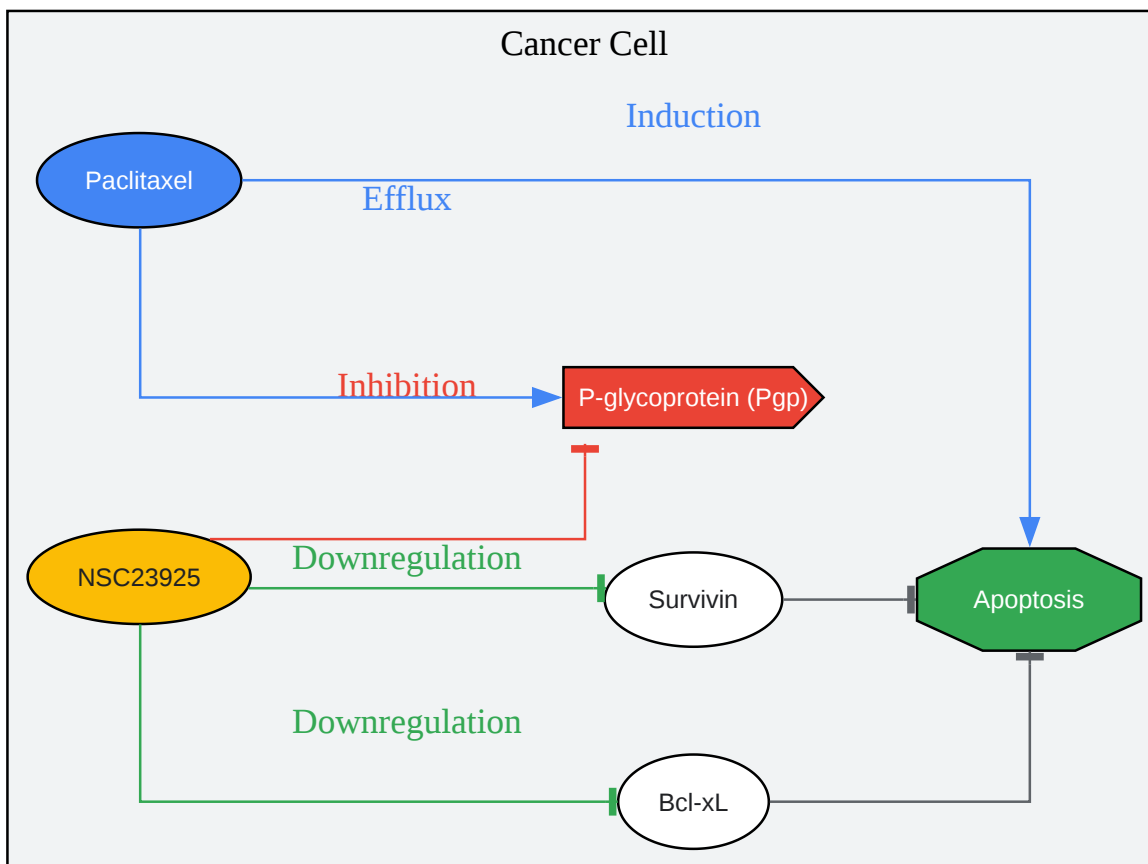 Cancer Cell
Induction
Paclitaxel
Efflux
Inhibition
P-glycoprotein (Pgp)
Downregulation
NSC23925
Survivin
Apoptosis
Downregulation
Bcl-xL